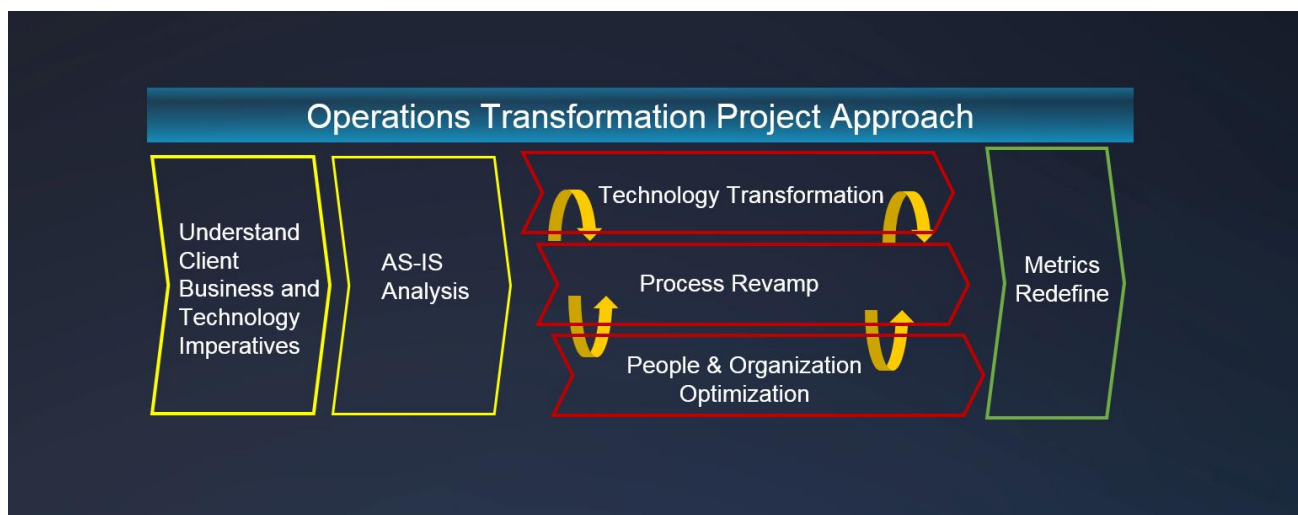 Operations Transformation Project Approach
Understand
Client
Business and
Technology
Imperatives
AS-IS
Analysis
Technology Transformation
Process Revamp
People & Organization
Optimization
Metrics
Redefine